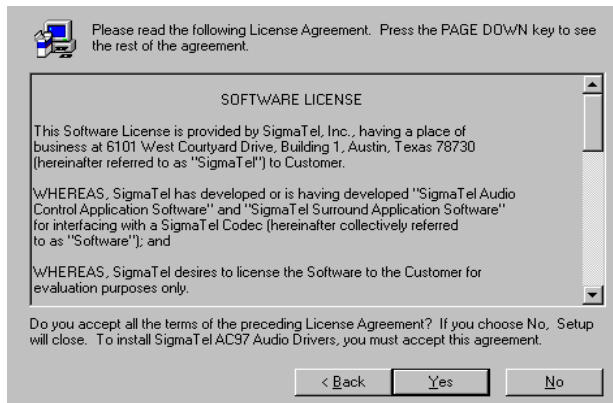 Please read the following License Agreement. Press the PAGE DOWN key to see
the rest of the agreement.
SOFTWARE LICENSE
This Software License is provided by SigmaTel, Inc., having a place of
business at 6101 West Courtyard Drive, Building 1, Austin, Texas 78730
(hereinafter referred to as "SigmaTel") to Customer.
WHEREAS, SigmaTel has developed or is having developed "SigmaTel Audio
Control Application Software" and "SigmaTel Surround Application Software"
for interfacing with a SigmaTel Codec (hereinafter collectively referred
to as "Software"); and
WHEREAS, SigmaTel desires to license the Software to the Customer for
evaluation purposes only.
Do you accept all the terms of the preceding License Agreement? If you choose No, Setup
will close. To install SigmaTel AC97 Audio Drivers, you must accept this agreement.
< Back
Yes
No